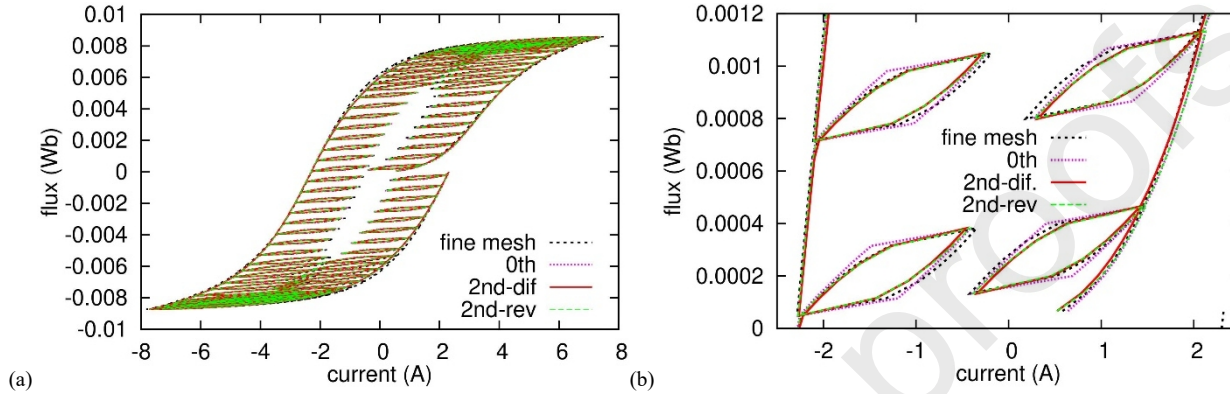 0.01
0.008
0.006
0.004
0.002
0
-0.002
-0.004
-0.006
-0.008
-0.01
flux (Wb)
-8 -6 -4 -2 0 2 4 6 8
current (A)
fine mesh
0th
2nd-dif
2nd-rev
(a)
0.0012
0.001
0.0008
0.0006
0.0004
0.0002
0
flux (Wb)
-2 -1 0 1 2
current (A)
fine mesh
0th
2nd-dif.
2nd-rev
(b)
proofs